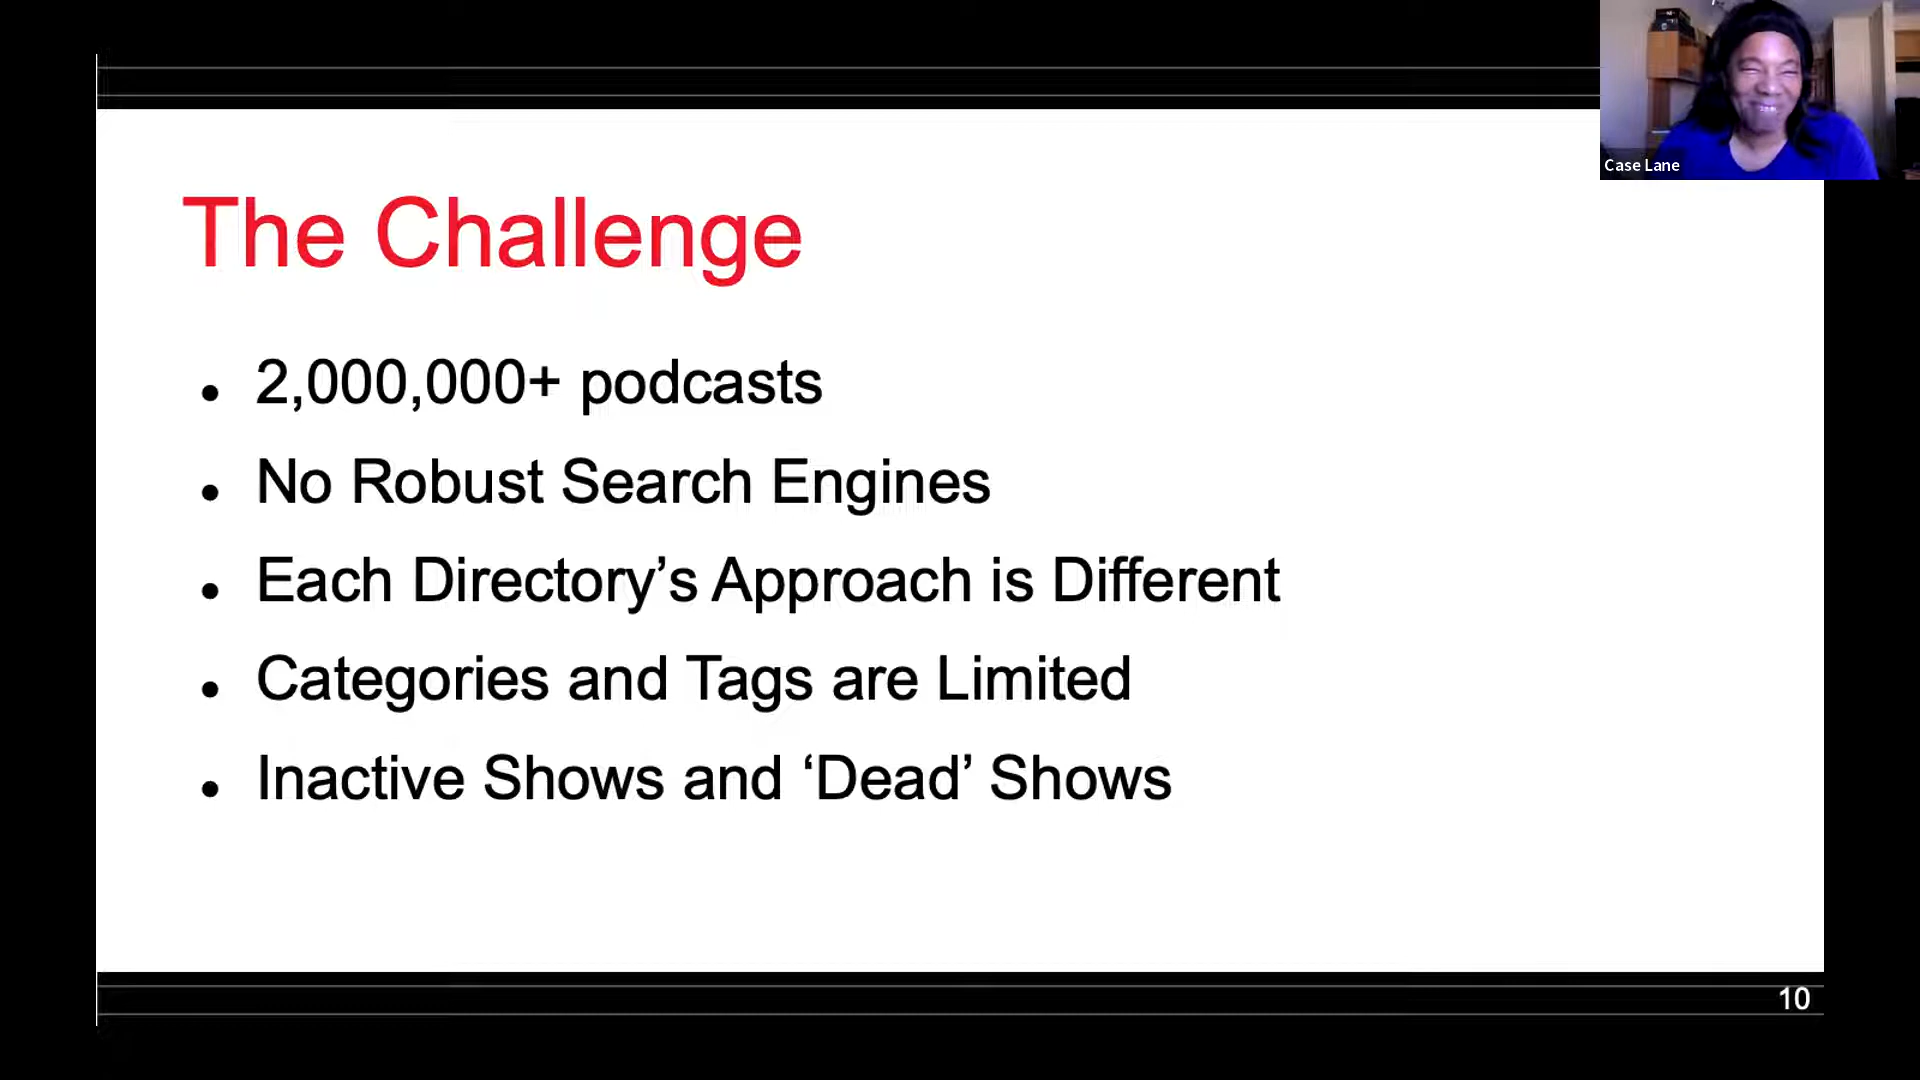 Case Lane
The Challenge
2,000,000+ podcasts
No Robust Search Engines
Each Directory’s Approach is Different
Categories and Tags are Limited
Inactive Shows and ‘Dead’ Shows
10